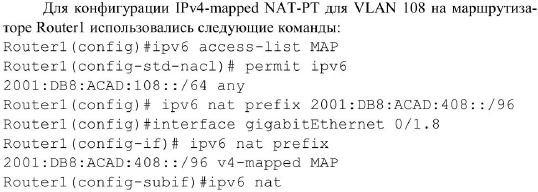 Для конфигурации IPv4-mapped NAT-PT для VLAN 108 на маршрутиза-
торе Router1 использовались следующие команды:
Router1(config)#ipv6 access-list MAP
Router1(config-std-nacl)# permit ipv6
2001:DB8:ACAD:108::/64 any
Router1(config)# ipv6 nat prefix 2001:DB8:ACAD:408::/96
Router1(config)#interface gigabitEthernet 0/1.8
Router1(config-if)# ipv6 nat prefix
2001:DB8:ACAD:408::/96 v4-mapped MAP
Router1(config-subif)#ipv6 nat